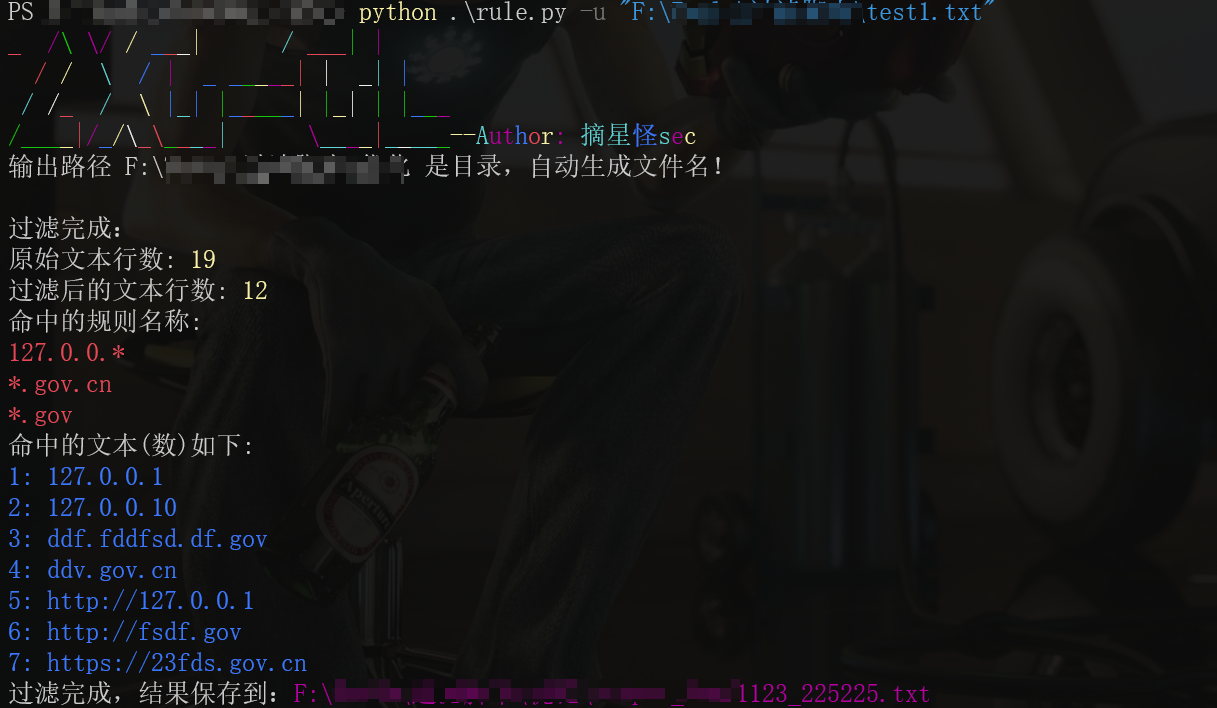 PS python .\rule.py -u "F:\ \test1.txt"
--Author: 摘星怪sec
输出路径 F:\ 是目录，自动生成文件名！
过滤完成：
原始文本行数: 19
过滤后的文本行数: 12
命中的规则名称:
127.0.0.*
*.gov.cn
*.gov
命中的文本(数)如下:
1: 127.0.0.1
2: 127.0.0.10
3: ddf.fddfsd.df.gov
4: ddv.gov.cn
5: http://127.0.0.1
6: http://fsdf.gov
7: https://23fds.gov.cn
过滤完成，结果保存到：F:\ 1123_225225.txt